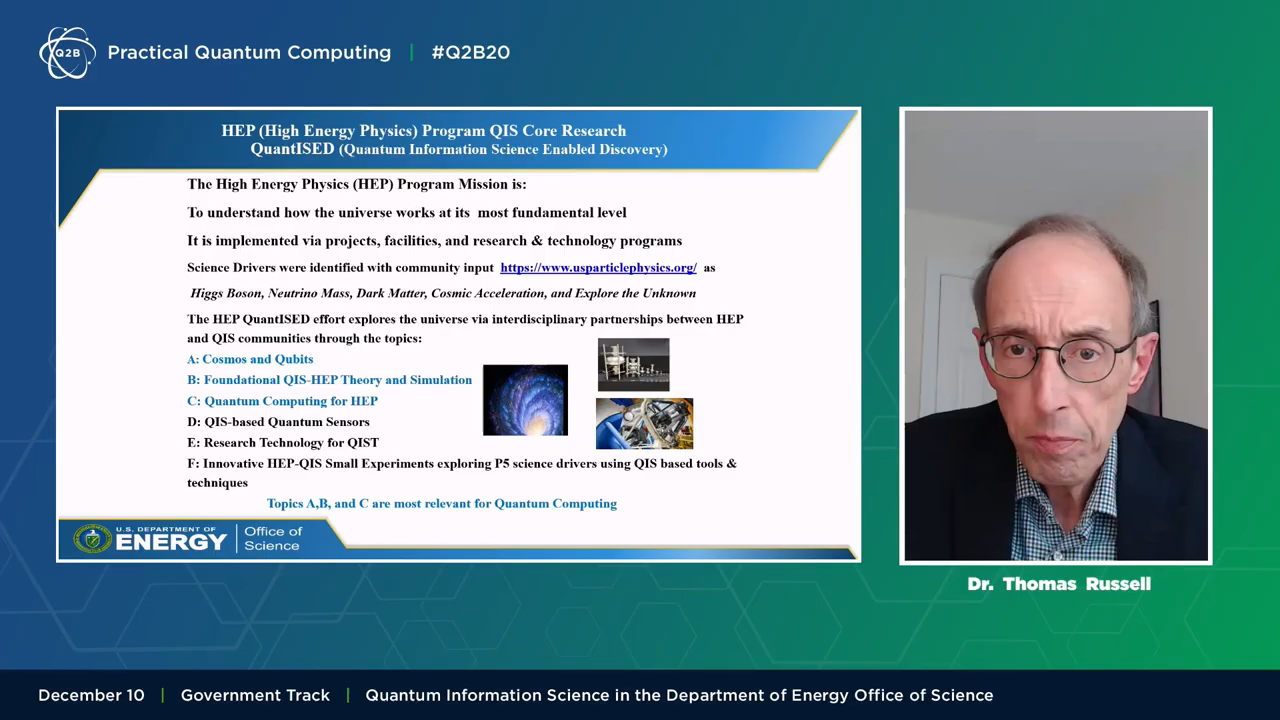 Q2B
Practical Quantum Computing | #Q2B20
HEP (High Energy Physics) Program QIS Core Research
QuantISED (Quantum Information Science Enabled Discovery)
The High Energy Physics (HEP) Program Mission is:
To understand how the universe works at its most fundamental level
It is implemented via projects, facilities, and research & technology programs
Science Drivers were identified with community input https://www.usparticlephysics.org/ as
Higgs Boson, Neutrino Mass, Dark Matter, Cosmic Acceleration, and Explore the Unknown
The HEP QuantISED effort explores the universe via interdisciplinary partnerships between HEP
and QIS communities through the topics:
A: Cosmos and Qubits
B: Foundational QIS-HEP Theory and Simulation
C: Quantum Computing for HEP
D: QIS-based Quantum Sensors
E: Research Technology for QIST
F: Innovative HEP-QIS Small Experiments exploring P5 science drivers using QIS based tools &
techniques
Topics A,B, and C are most relevant for Quantum Computing
U.S. DEPARTMENT OF
ENERGY
Office of
Science
Dr. Thomas Russell
December 10 | Government Track | Quantum Information Science in the Department of Energy Office of Science